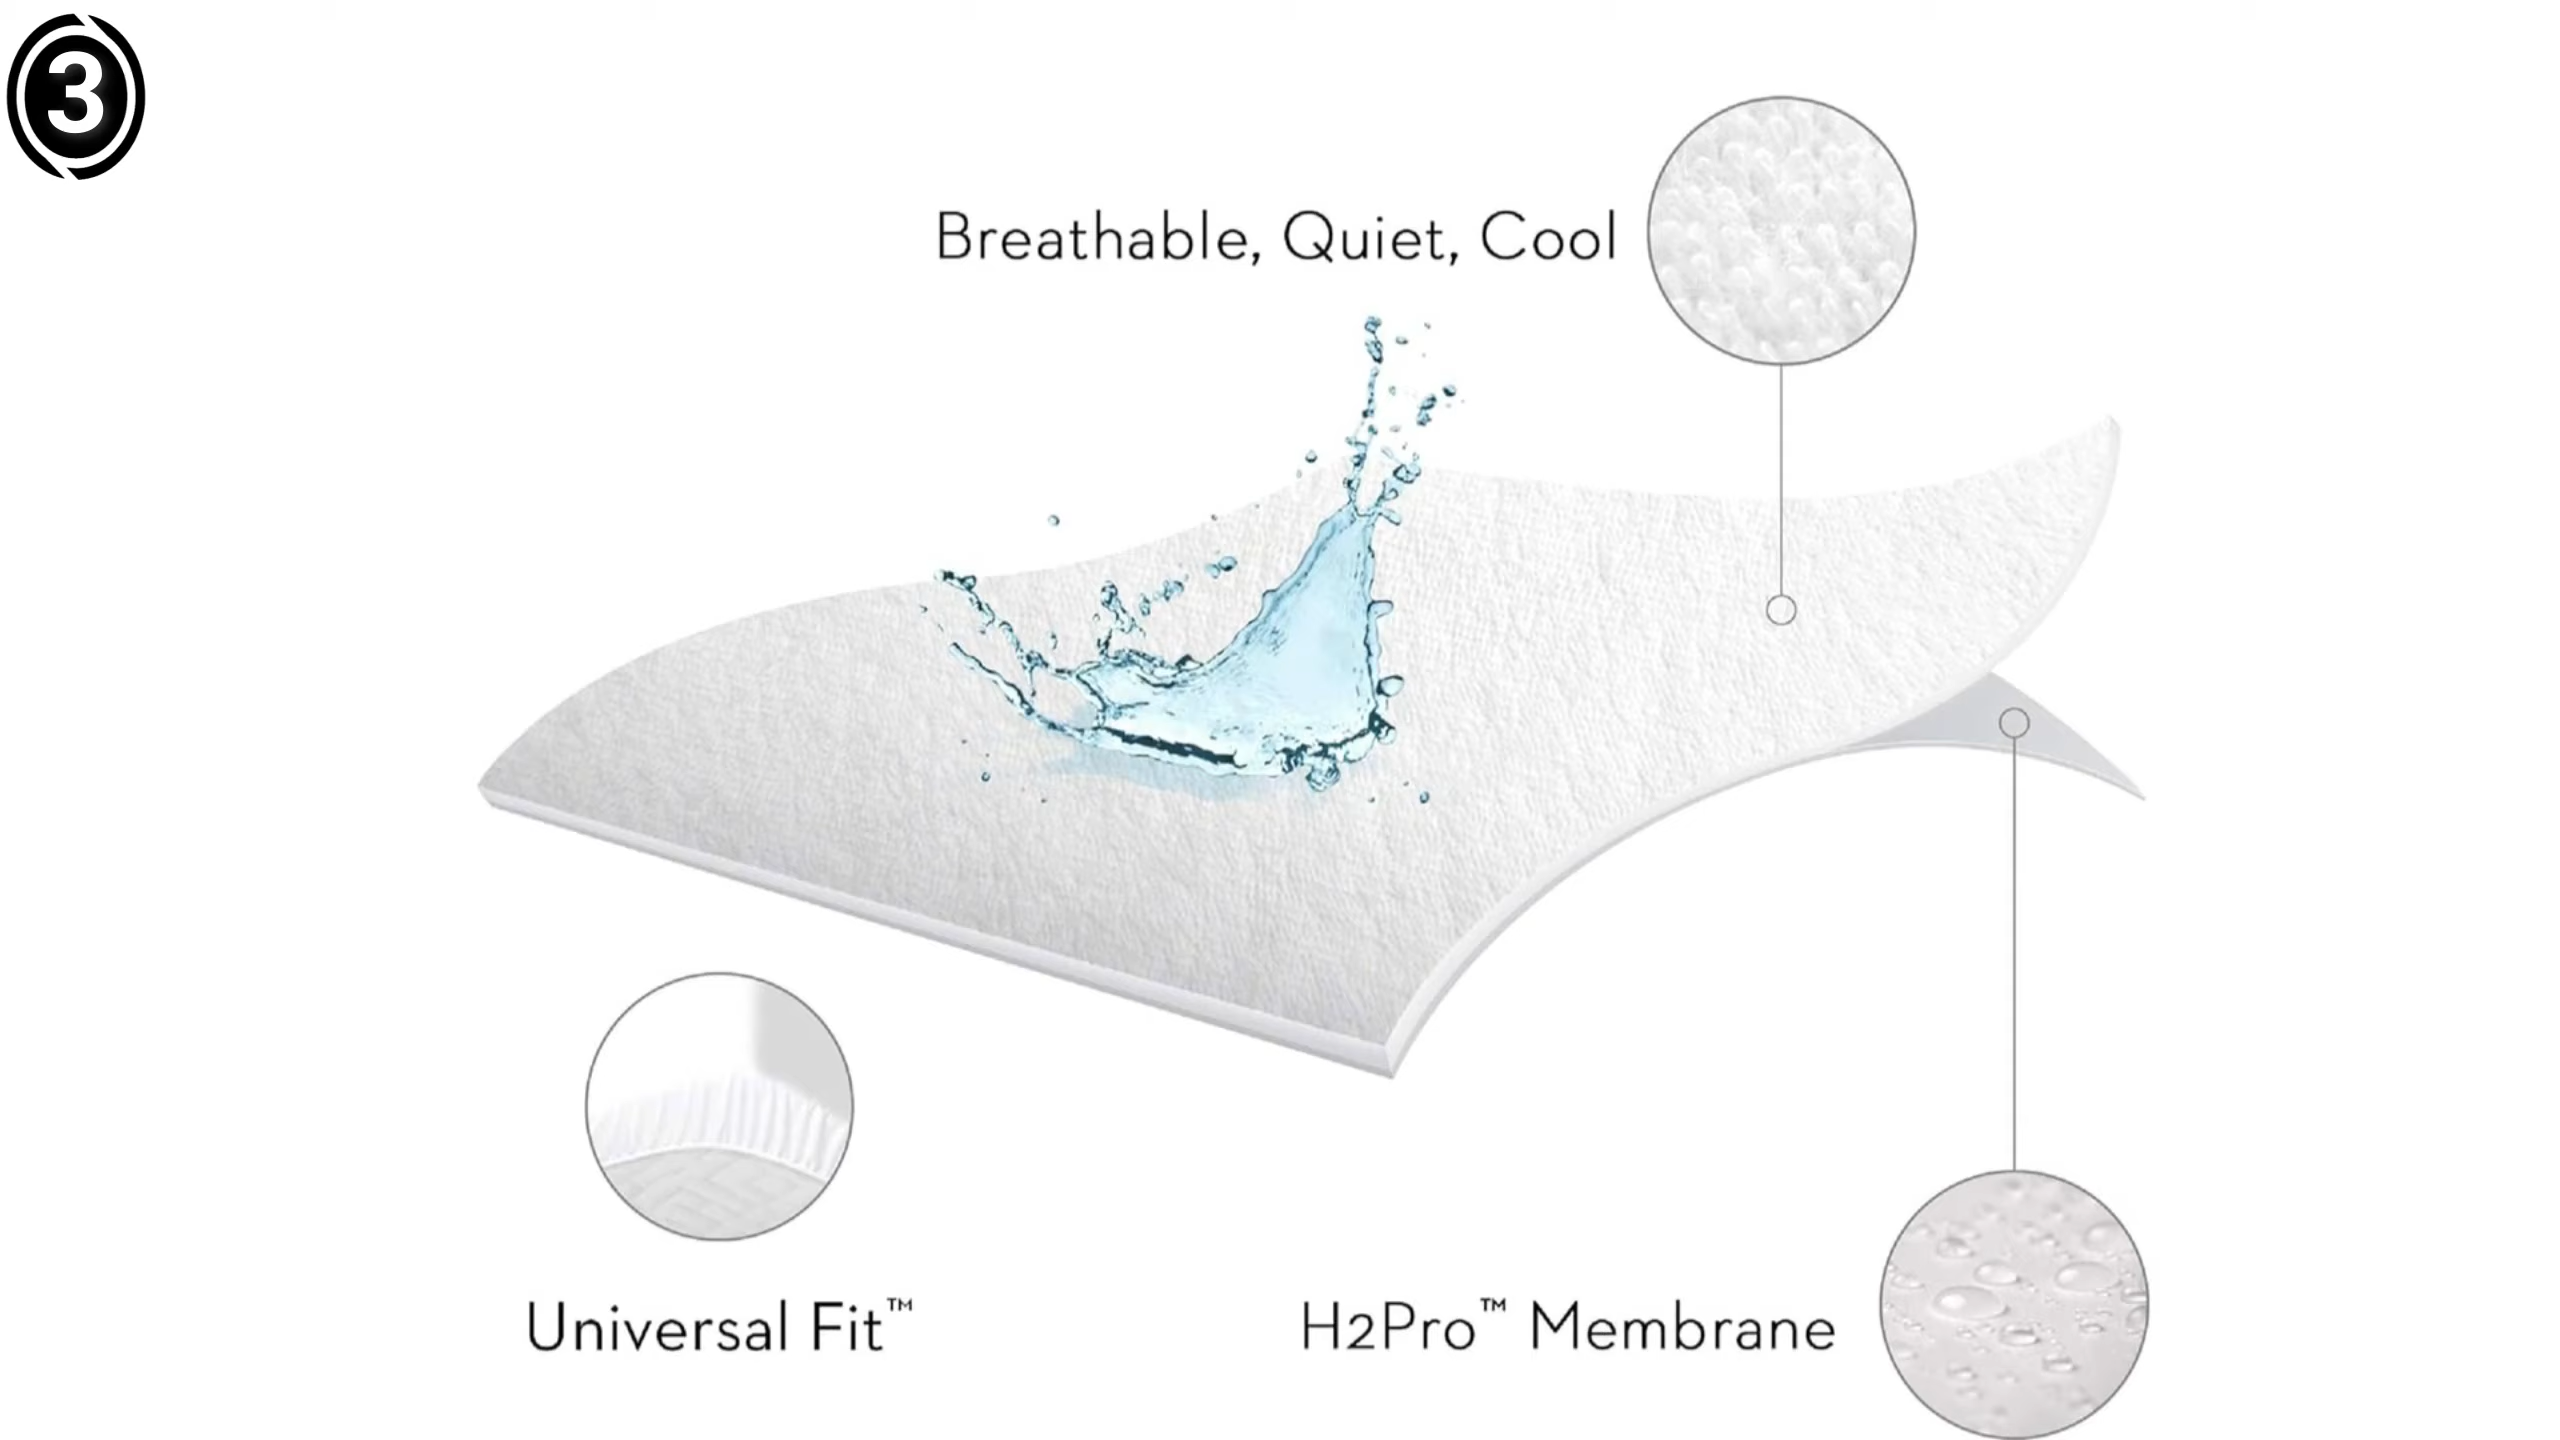 3
Breathable, Quiet, Cool
Universal Fit™
H2Pro™ Membrane